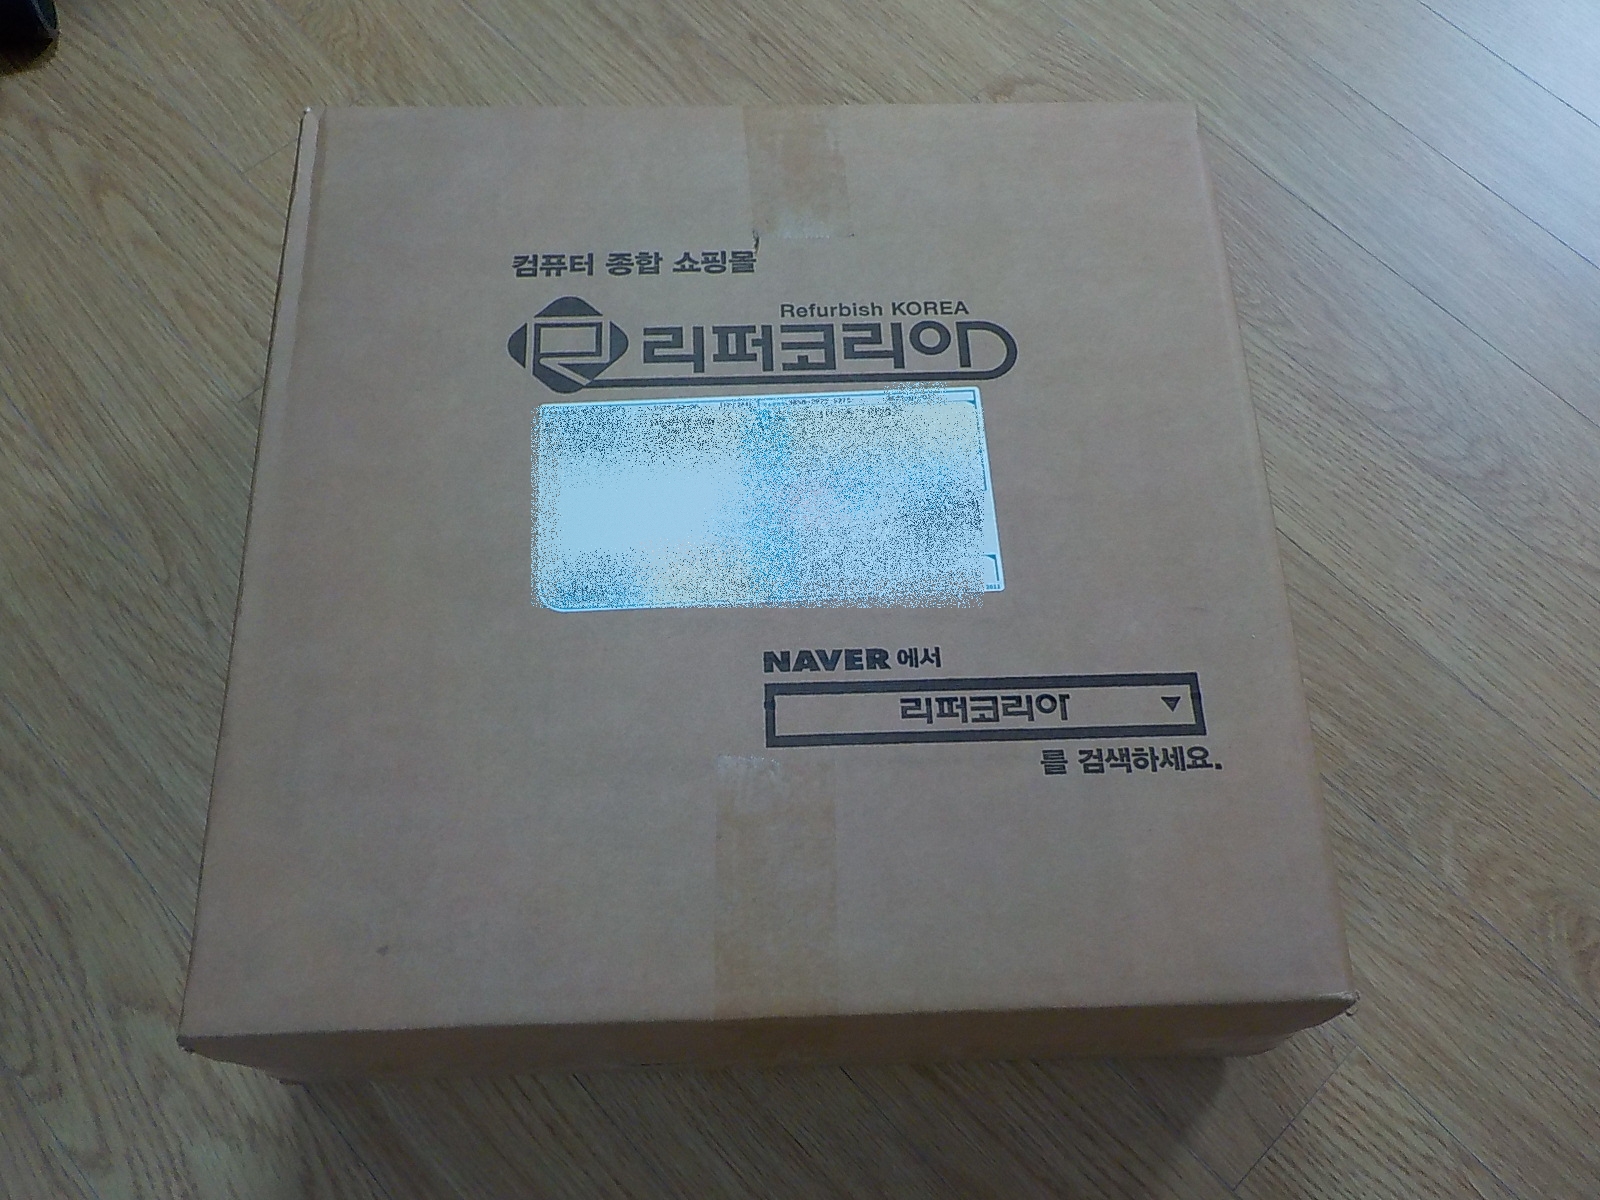 컴퓨터 종합 쇼핑몰
Refurbish KOREA
리퍼코리아
NAVER 에서
리퍼코리아
를 검색하세요.